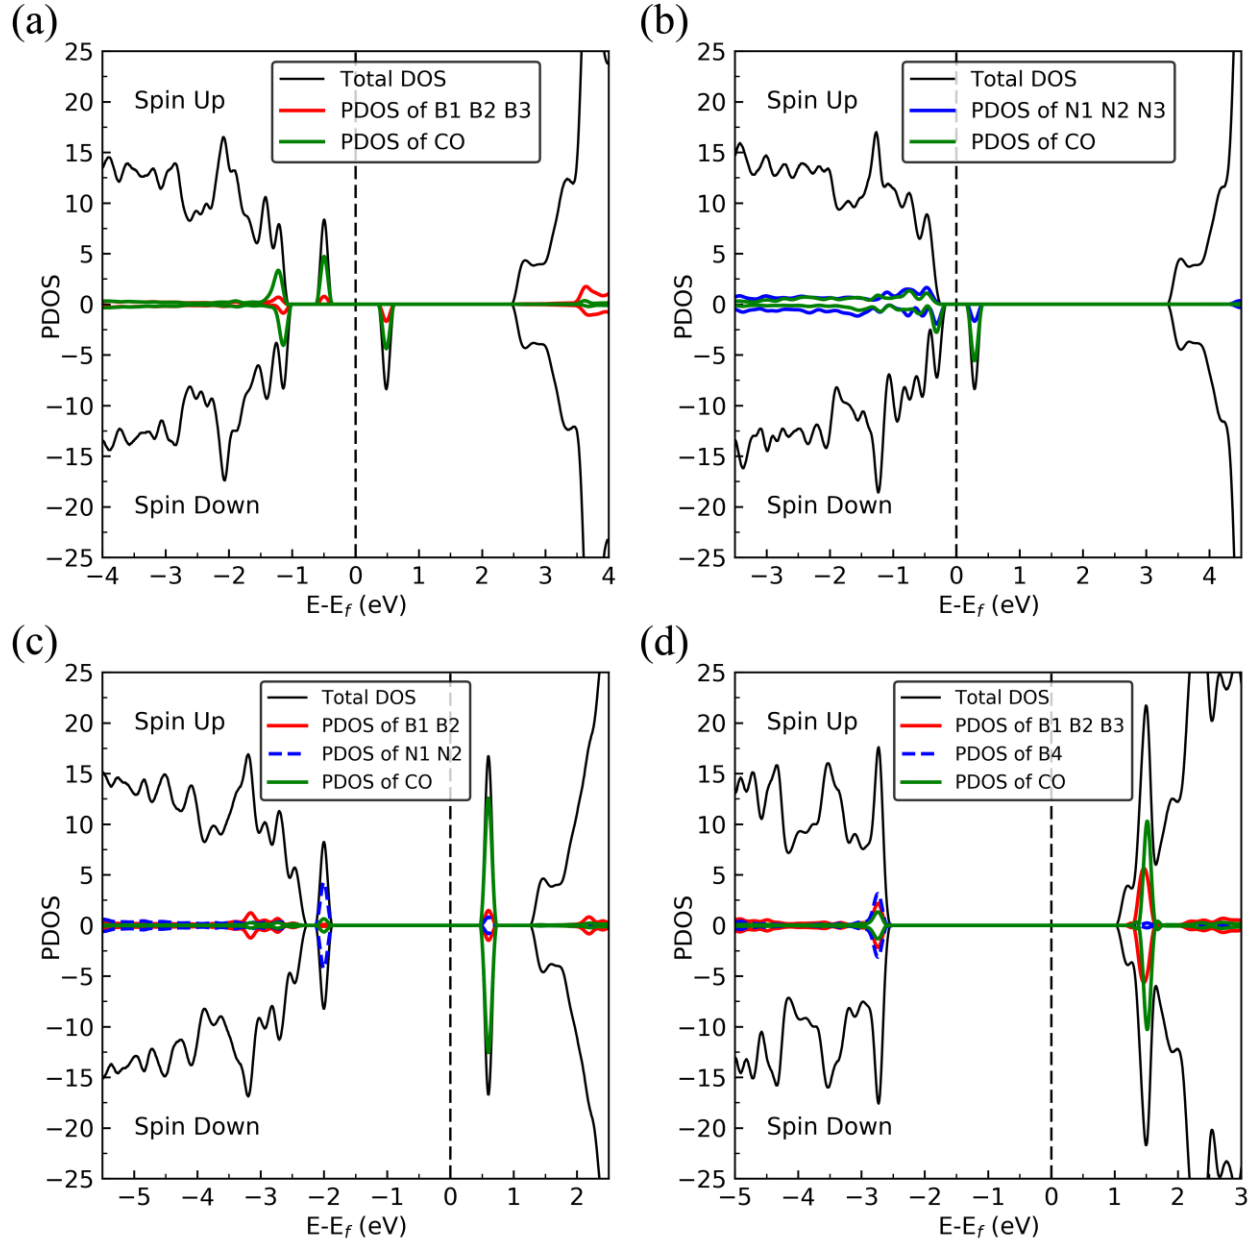 (a)
25
20
15
10
5
0
−5
−10
−15
−20
−25
PDOS
Spin Up
Total DOS
PDOS of B1 B2 B3
PDOS of CO
Spin Down
−4 −3 −2 −1 0 1 2 3 4
E-E_f (eV)
(b)
25
20
15
10
5
0
−5
−10
−15
−20
−25
PDOS
Spin Up
Total DOS
PDOS of N1 N2 N3
PDOS of CO
Spin Down
−3 −2 −1 0 1 2 3 4
E-E_f (eV)
(c)
25
20
15
10
5
0
−5
−10
−15
−20
−25
PDOS
Spin Up
Total DOS
PDOS of B1 B2
PDOS of N1 N2
PDOS of CO
Spin Down
−5 −4 −3 −2 −1 0 1 2
E-E_f (eV)
(d)
25
20
15
10
5
0
−5
−10
−15
−20
−25
PDOS
Spin Up
Total DOS
PDOS of B1 B2 B3
PDOS of B4
PDOS of CO
Spin Down
−5 −4 −3 −2 −1 0 1 2 3
E-E_f (eV)